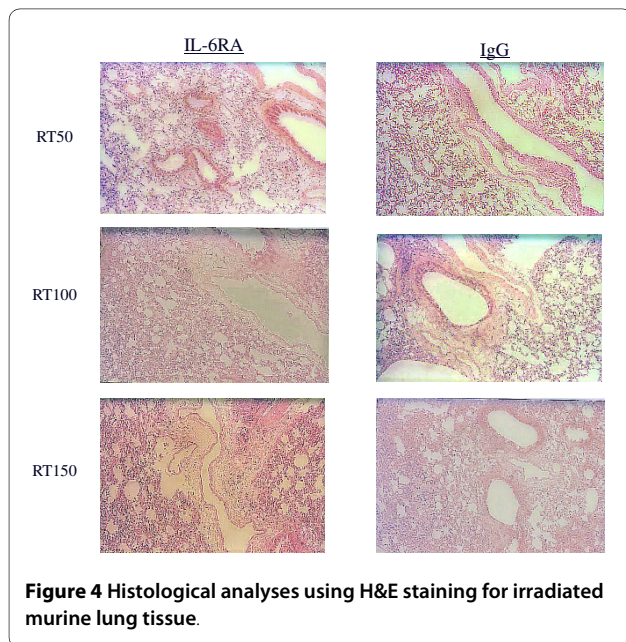 IL-6RA IgG
RT50
RT100
RT150
Figure 4 Histological analyses using H&E staining for irradiated
murine lung tissue.